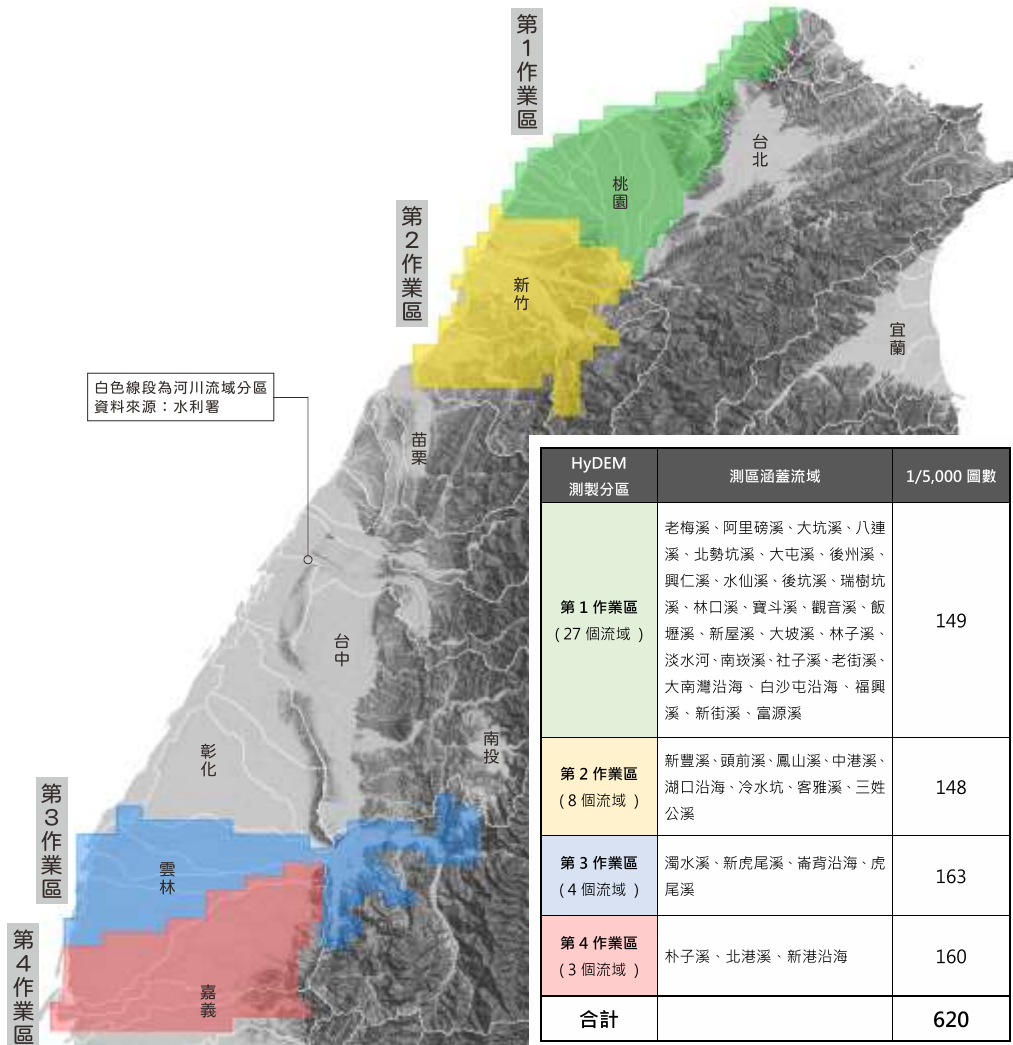 第1作業區
台北
桃園
第2作業區
新竹
宜蘭
白色線段為河川流域分區
資料來源：水利署
苗栗
台中
南投
彰化
第3作業區
雲林
第4作業區
嘉義
HyDEM
測製分區
測區涵蓋流域
1/5,000 圖數
第 1 作業區
( 27 個流域 )
老梅溪、阿里磅溪、大坑溪、八連
溪、北勢坑溪、大屯溪、後州溪、
興仁溪、水仙溪、後坑溪、瑞樹坑
溪、林口溪、寶斗溪、觀音溪、飯
壢溪、新屋溪、大坡溪、林子溪、
淡水河、南崁溪、社子溪、老街溪、
大南灣沿海、白沙屯沿海、福興
溪、新街溪、富源溪
149
第 2 作業區
( 8 個流域 )
新豐溪、頭前溪、鳳山溪、中港溪、
湖口沿海、冷水坑、客雅溪、三姓
公溪
148
第 3 作業區
( 4 個流域 )
濁水溪、新虎尾溪、崙背沿海、虎
尾溪
163
第 4 作業區
( 3 個流域 )
朴子溪、北港溪、新港沿海
160
合計
620